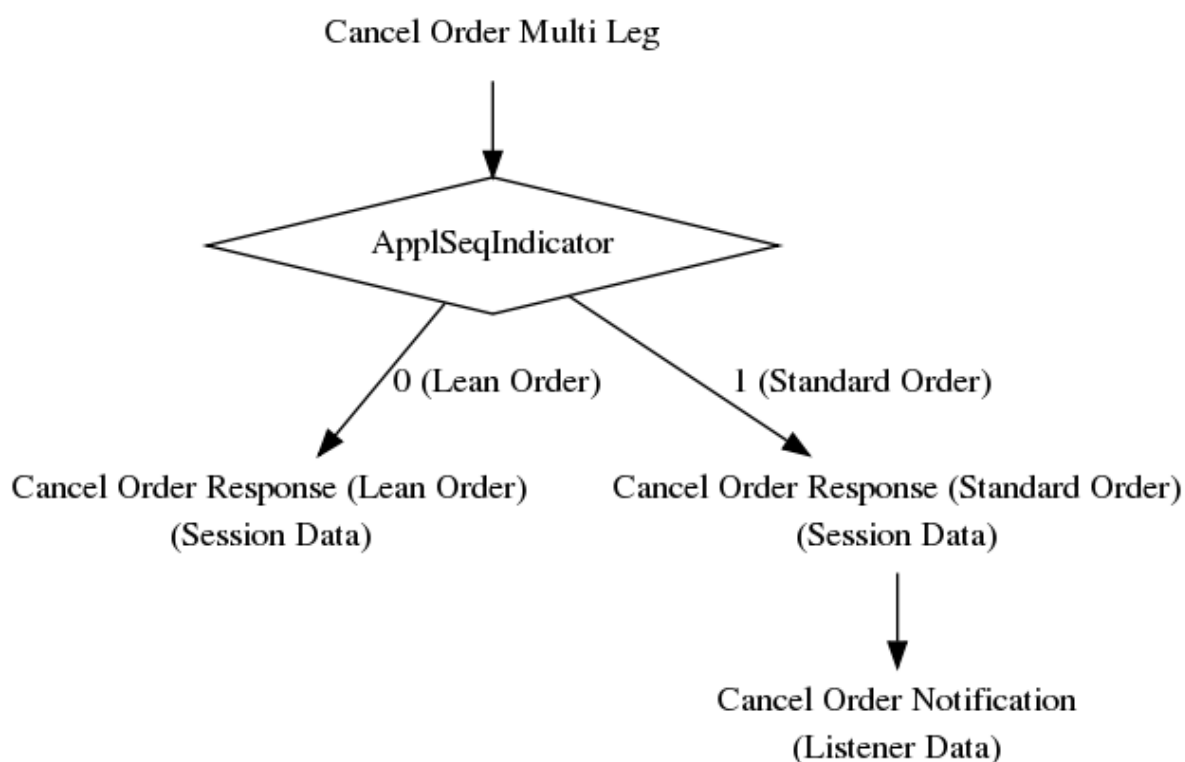 Cancel Order Multi Leg
ApplSeqIndicator
0 (Lean Order)
1 (Standard Order)
Cancel Order Response (Lean Order)
(Session Data)
Cancel Order Response (Standard Order)
(Session Data)
Cancel Order Notification
(Listener Data)